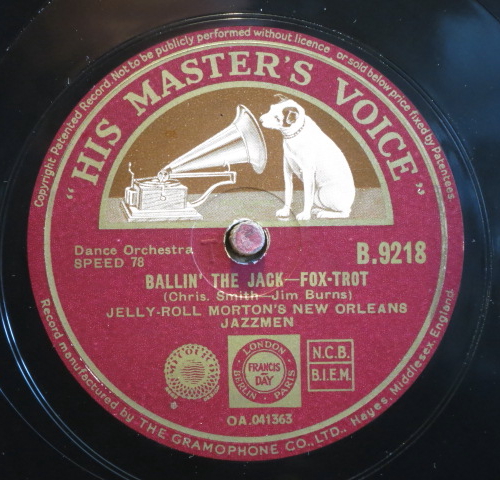 Copyright Patented Record Not to be publicly performed without licence, or sold below price fixed by Patentees.
"HIS MASTER'S VOICE"
Dance Orchestra
SPEED 78
B.9218
BALLIN' THE JACK—FOX-TROT
(Chris. Smith—Jim Burns)
JELLY-ROLL MORTON'S NEW ORLEANS
JAZZMEN
LONDON
FRANCIS
DAY
BERLIN PARIS
N.C.B.
B.I.E.M.
OA.041363
Record manufactured by THE GRAMOPHONE CO., LTD., Hayes, Middlesex, England.